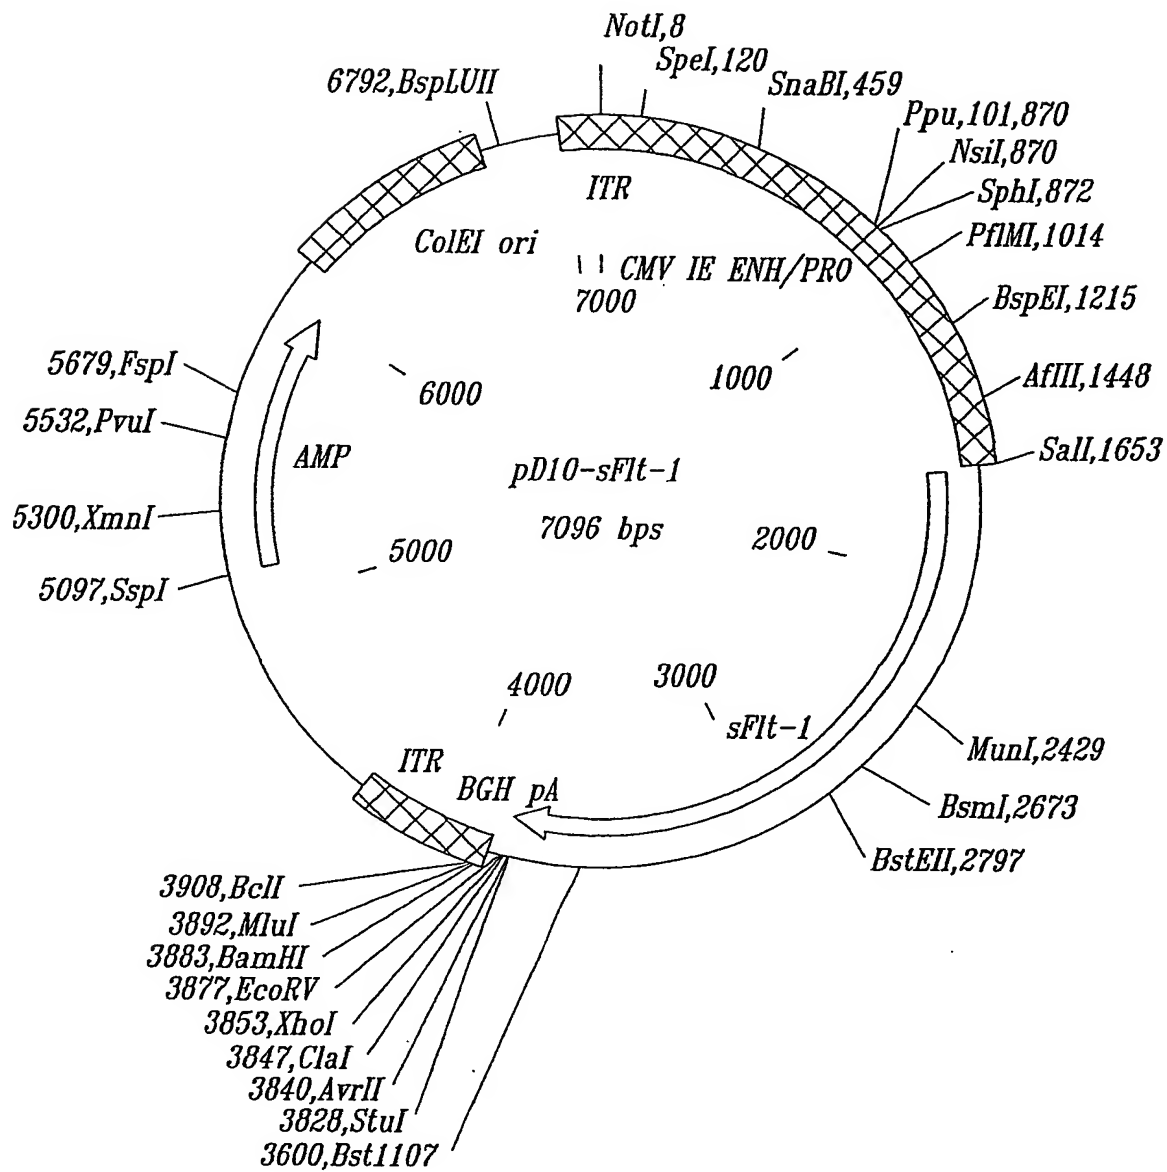 NotI,8
SpeI,120
SnaBI,459
Ppu,101,870
NsiI,870
SphI,872
PflMI,1014
BspEI,1215
AflII,1448
SalI,1653
MunI,2429
BsmI,2673
BstEII,2797
3600,Bst1107
3828,StuI
3840,AvrII
3847,ClaI
3853,XhoI
3877,EcoRV
3883,BamHI
3892,MluI
3908,BclI
5097,SspI
5300,XmnI
5532,PvuI
5679,FspI
6792,BspLUII
ITR
ColEI ori
CMV IE ENH/PRO
7000
1000
6000
AMP
pD10-sFlt-1
7096 bps
2000
5000
3000
4000
sFlt-1
ITR
BGH pA